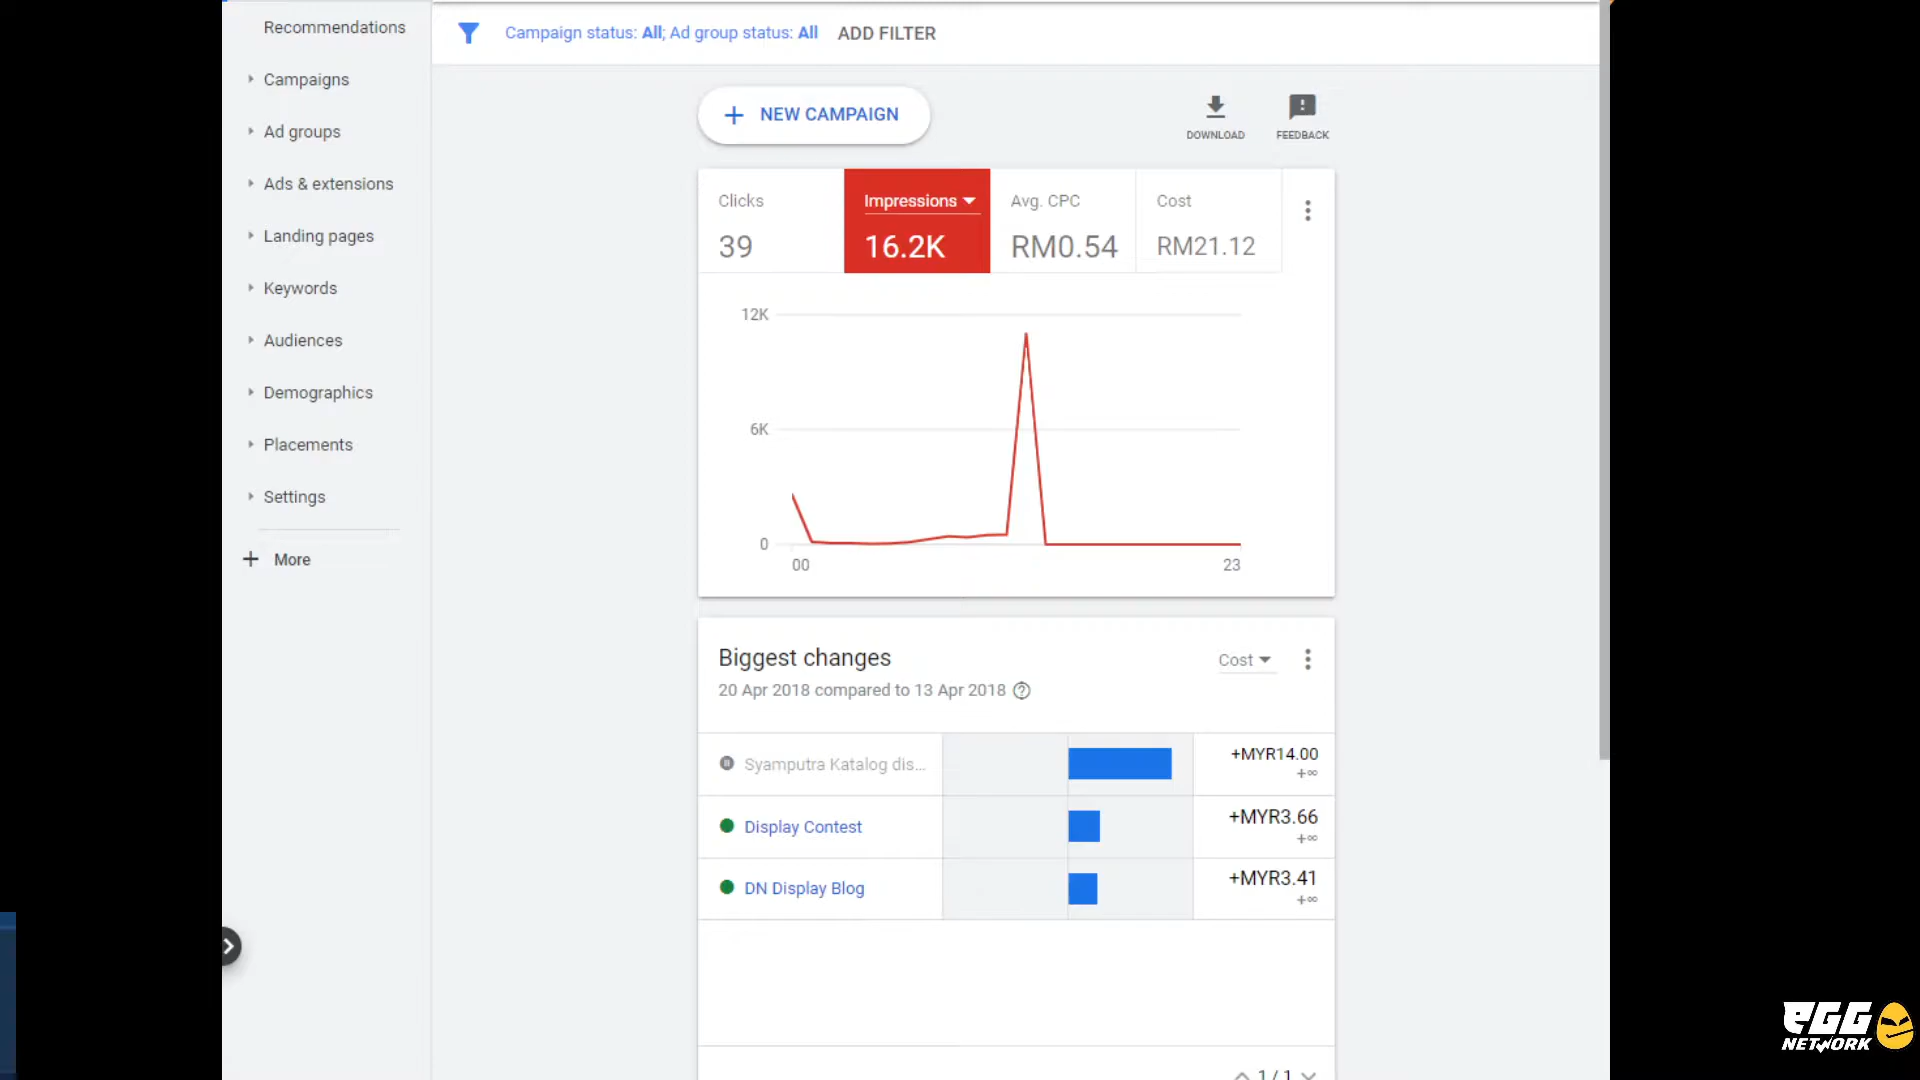 Recommendations
Campaigns
Ad groups
Ads & extensions
Landing pages
Keywords
Audiences
Demographics
Placements
Settings
+ More
Campaign status: All; Ad group status: All ADD FILTER
+ NEW CAMPAIGN
DOWNLOAD
FEEDBACK
Clicks
39
Impressions
16.2K
Avg. CPC
RM0.54
Cost
RM21.12
12K
6K
0
00
23
Biggest changes
Cost
20 Apr 2018 compared to 13 Apr 2018
Syamputra Katalog dis...
+MYR14.00
+∞
Display Contest
+MYR3.66
+∞
DN Display Blog
+MYR3.41
+∞
1 / 1
eGG
NETWORK